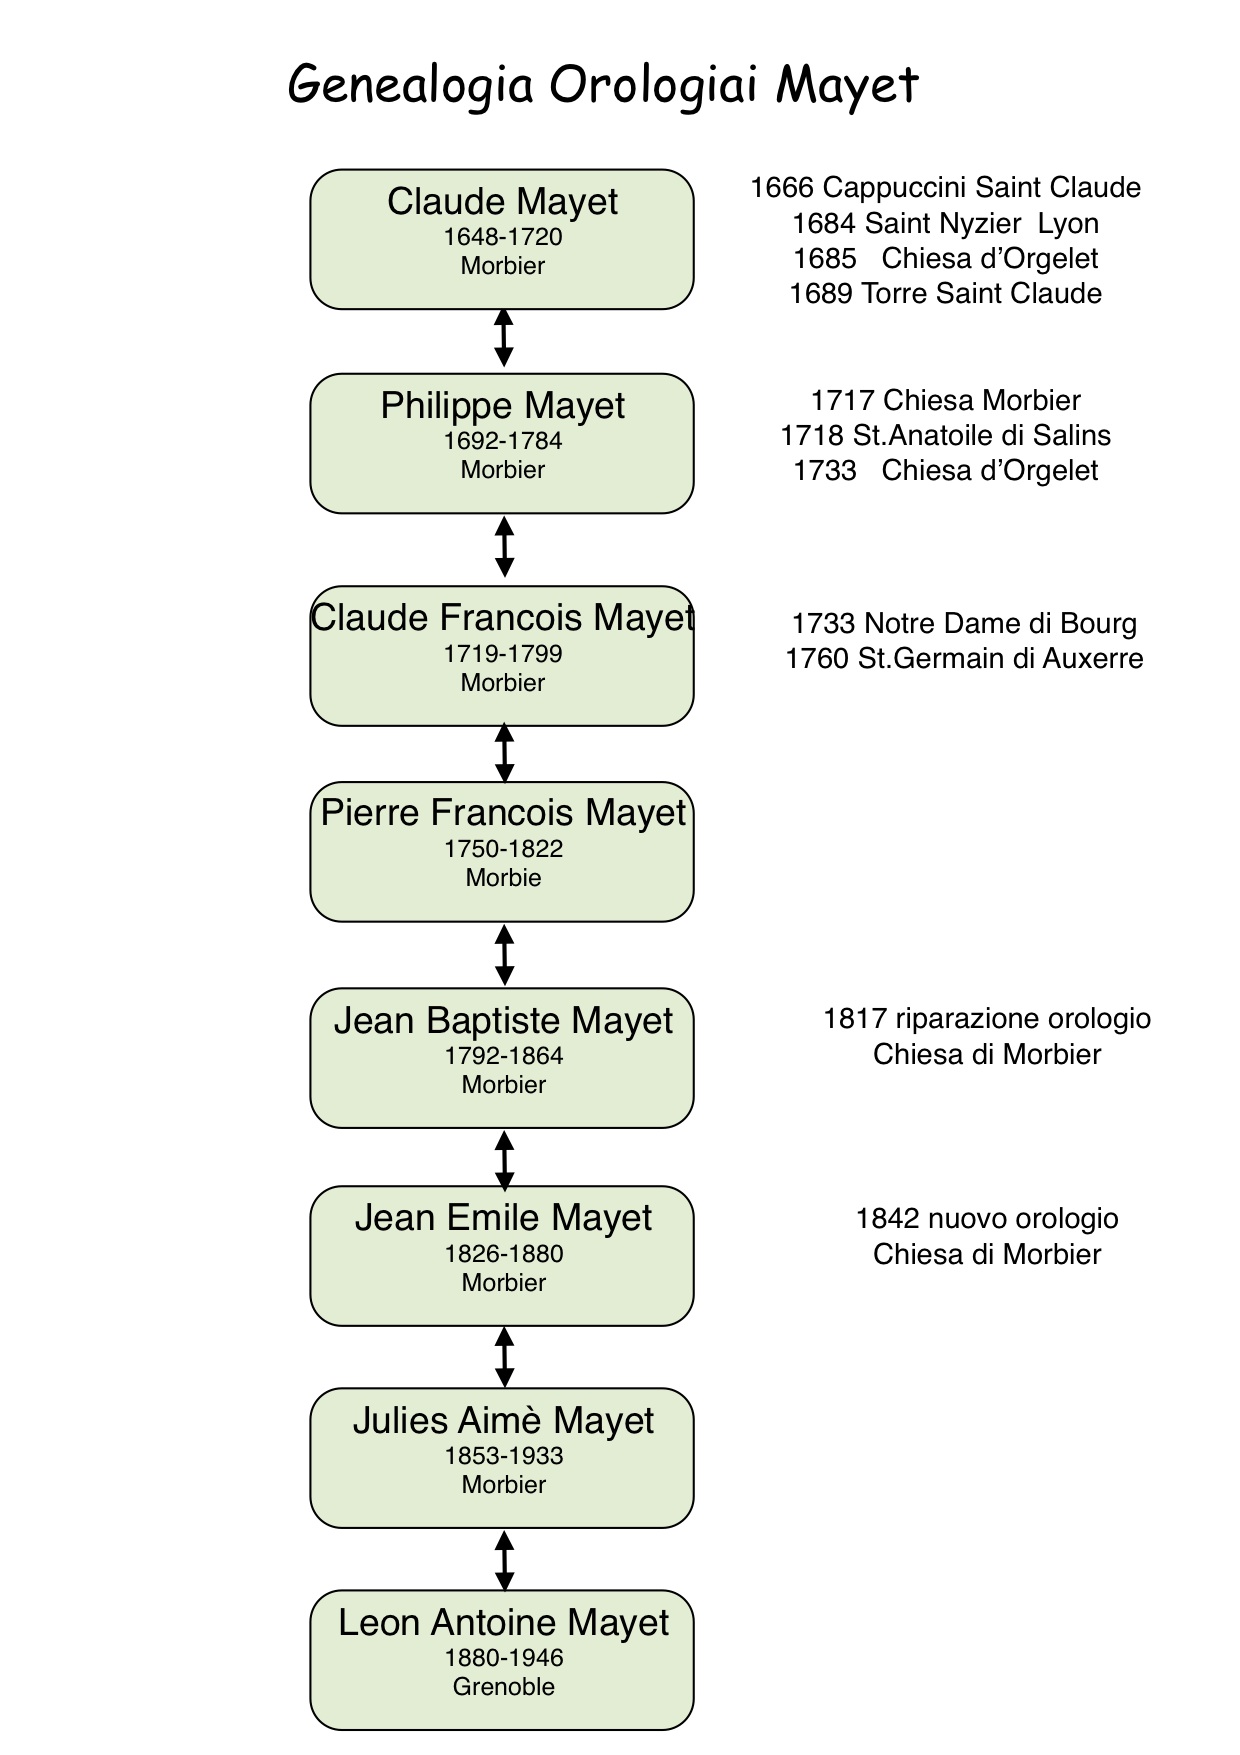 Genealogia Orologiai Mayet
Claude Mayet
1648-1720
Morbier
1666 Cappuccini Saint Claude
1684 Saint Nyzier Lyon
1685 Chiesa d’Orgelet
1689 Torre Saint Claude
Philippe Mayet
1692-1784
Morbier
1717 Chiesa Morbier
1718 St.Anatoile di Salins
1733 Chiesa d’Orgelet
Claude Francois Mayet
1719-1799
Morbier
1733 Notre Dame di Bourg
1760 St.Germain di Auxerre
Pierre Francois Mayet
1750-1822
Morbie
Jean Baptiste Mayet
1792-1864
Morbier
1817 riparazione orologio
Chiesa di Morbier
Jean Emile Mayet
1826-1880
Morbier
1842 nuovo orologio
Chiesa di Morbier
Julies Aimè Mayet
1853-1933
Morbier
Leon Antoine Mayet
1880-1946
Grenoble